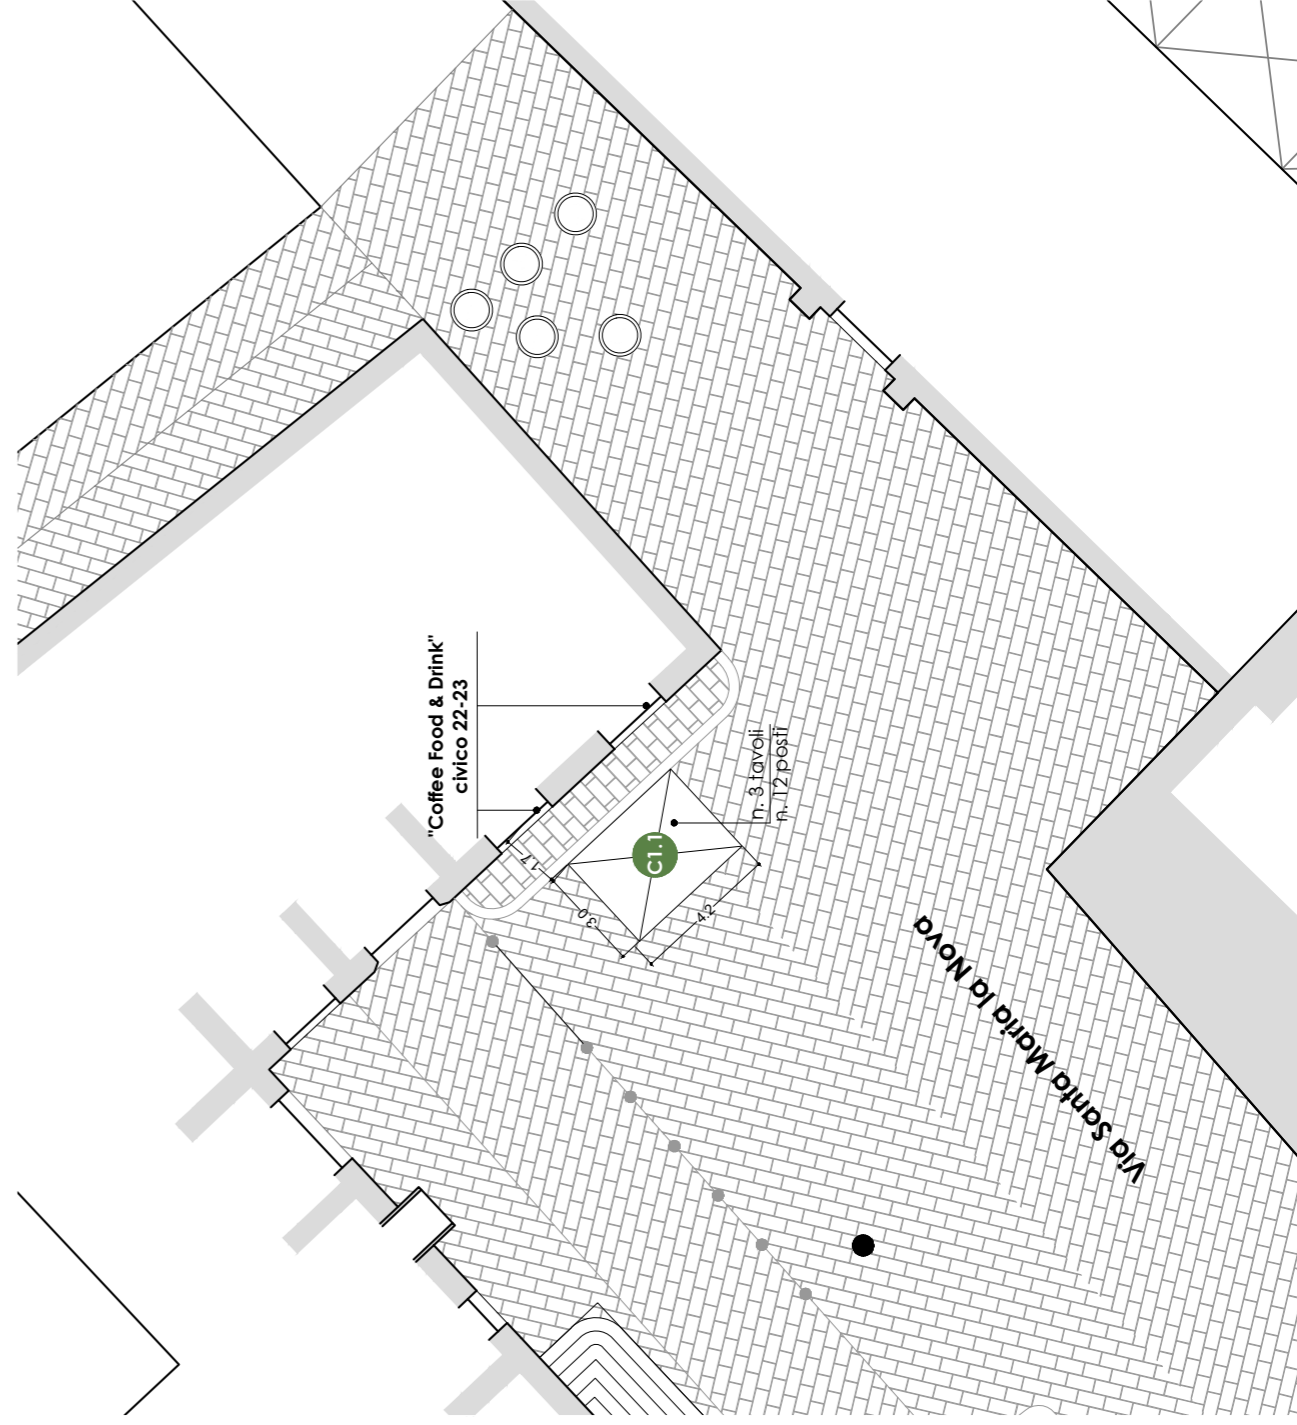 "Coffee Food & Drink"
civico 22-23
n. 3 tavoli
n. 12 posti
C1.1
1.7
3.0
4.2
Via Santa Maria la Nova